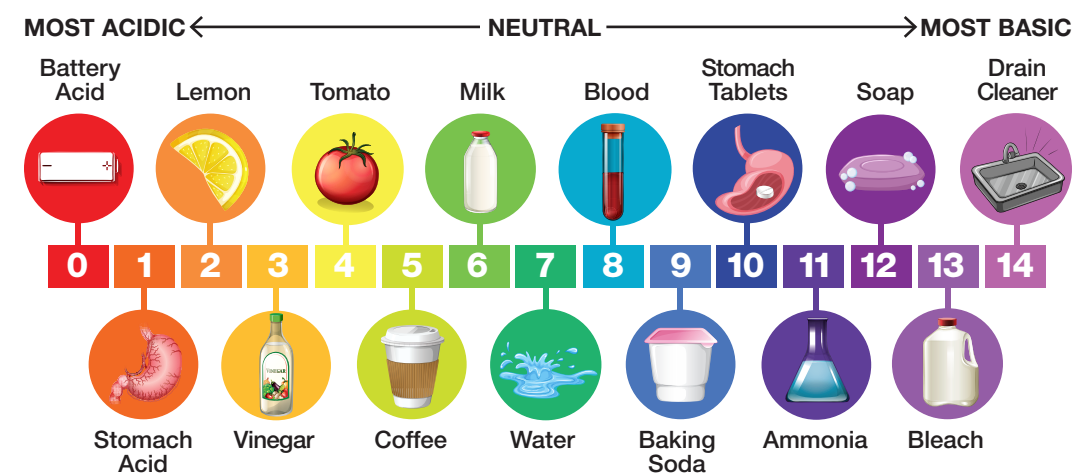 MOST ACIDIC
NEUTRAL
MOST BASIC
Battery
Acid
Lemon
Tomato
Milk
Blood
Stomach
Tablets
Soap
Drain
Cleaner
0 1 2 3 4 5 6 7 8 9 10 11 12 13 14
VINEGAR
Stomach
Acid
Vinegar
Coffee
Water
Baking
Soda
Ammonia
Bleach